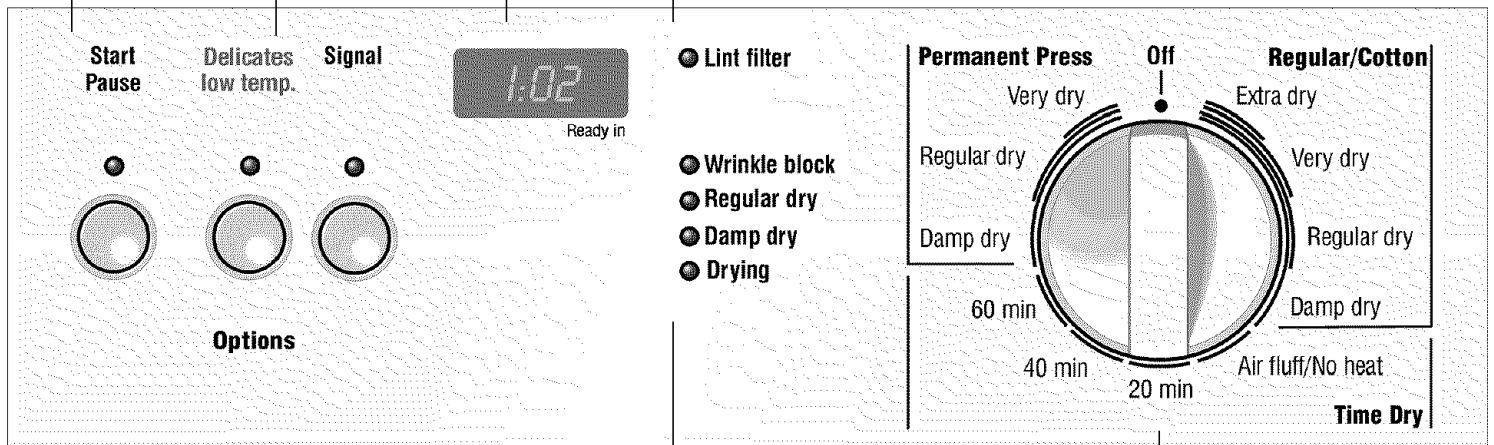 Start
Pause
Delicates
low temp.
Signal
1:02
Ready in
Options
Lint filter
Wrinkle block
Regular dry
Damp dry
Drying
Permanent Press
Off
Regular/Cotton
Very dry
Extra dry
Regular dry
Very dry
Damp dry
Regular dry
60 min
Damp dry
40 min
20 min
Air fluff/No heat
Time Dry